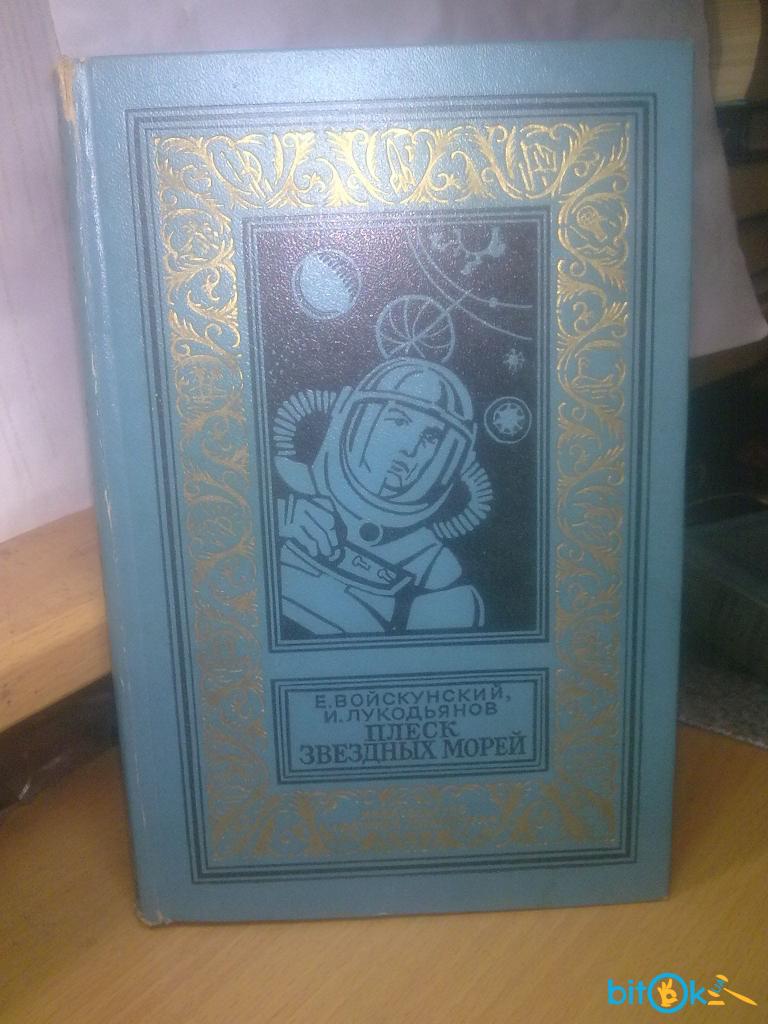 Е. ВОЙСКУНСКИЙ,
И. ЛУКОДЬЯНОВ
ПЛЕСК
ЗВЕЗДНЫХ МОРЕЙ
bitOk